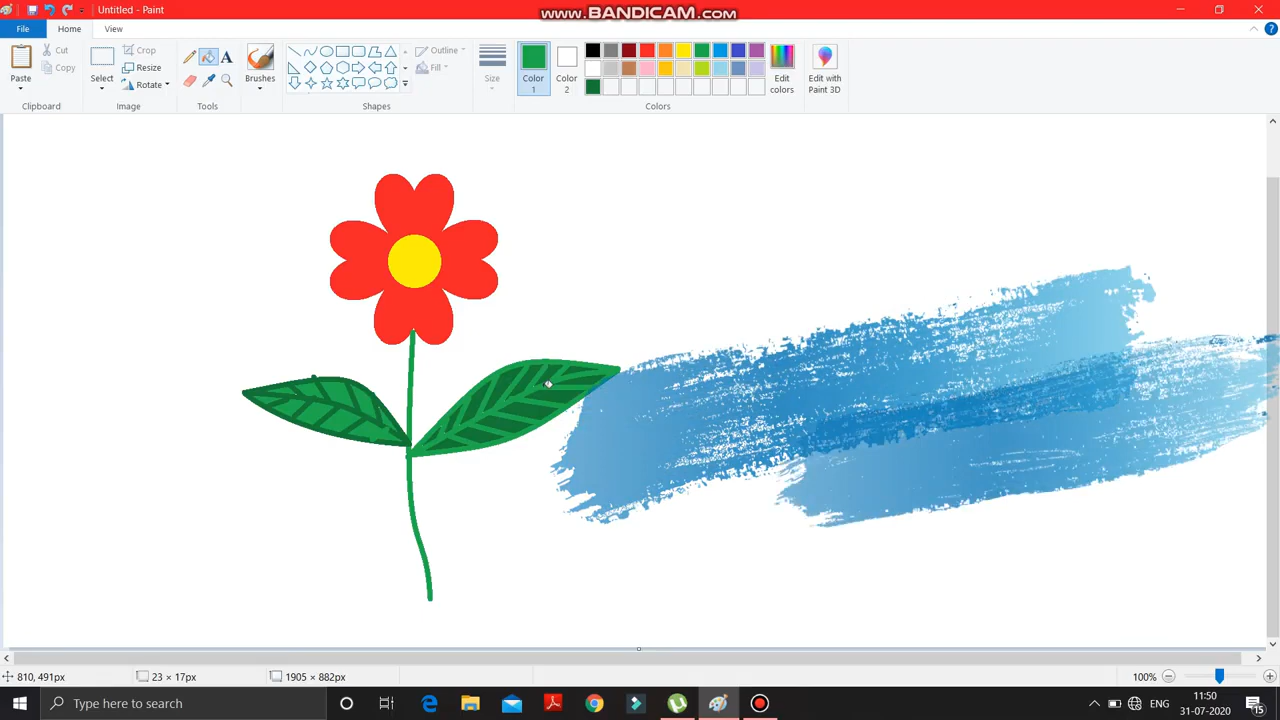 Untitled - Paint
www.BANDICAM.com
File
Home
View
Paste
Cut
Copy
Clipboard
Select
Crop
Resize
Rotate
Image
Tools
Brushes
Shapes
Outline
Fill
Size
Color
1
Color
2
Colors
Edit
colors
Edit with
Paint 3D
810, 491px
23 × 17px
1905 × 882px
100%
Type here to search
ENG
11:50
31-07-2020
15